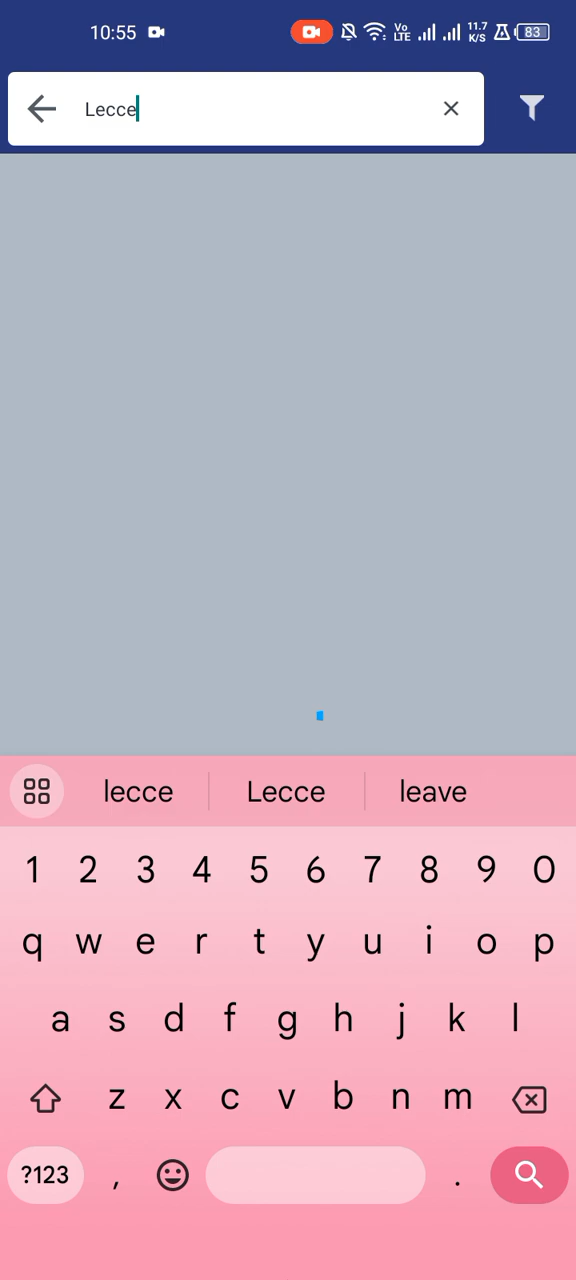 10:55 Vo LTE 11.7 K/S 83
Lecce
lecce Lecce leave
1 2 3 4 5 6 7 8 9 0
q w e r t y u i o p
a s d f g h j k l
z x c v b n m
?123 , .